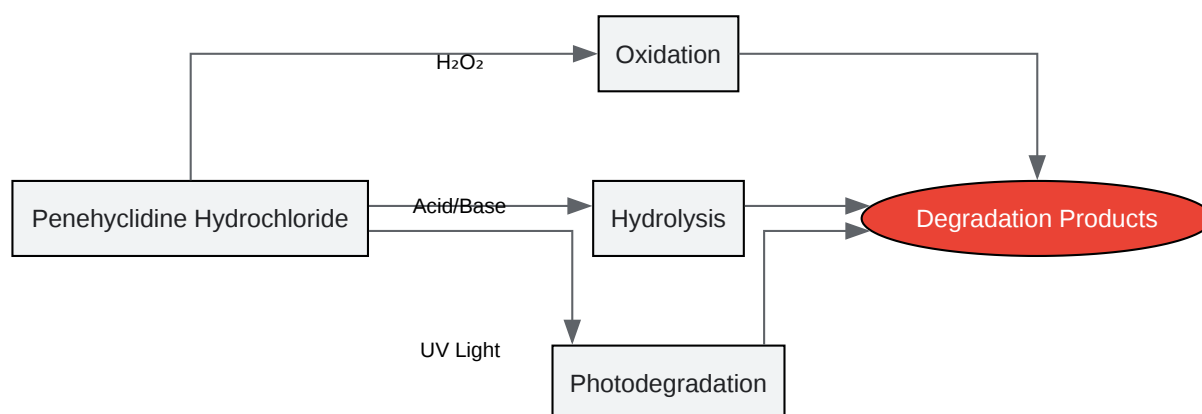 Oxidation
H₂O₂
Penehyclidine Hydrochloride
Acid/Base
Hydrolysis
Degradation Products
UV Light
Photodegradation